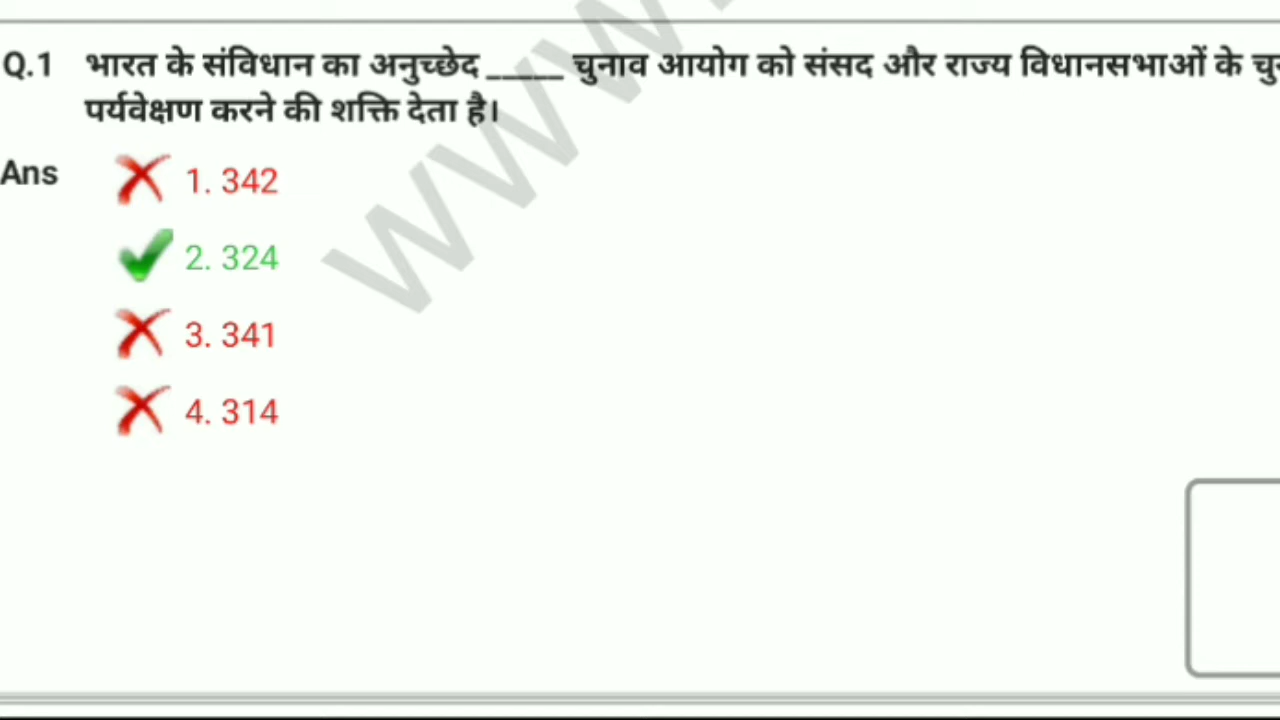 Q.1 भारत के संविधान का अनुच्छेद _____ चुनाव आयोग को संसद और राज्य विधानसभाओं के
पर्यवेक्षण करने की शक्ति देता है।
Ans
1. 342
2. 324
3. 341
4. 314